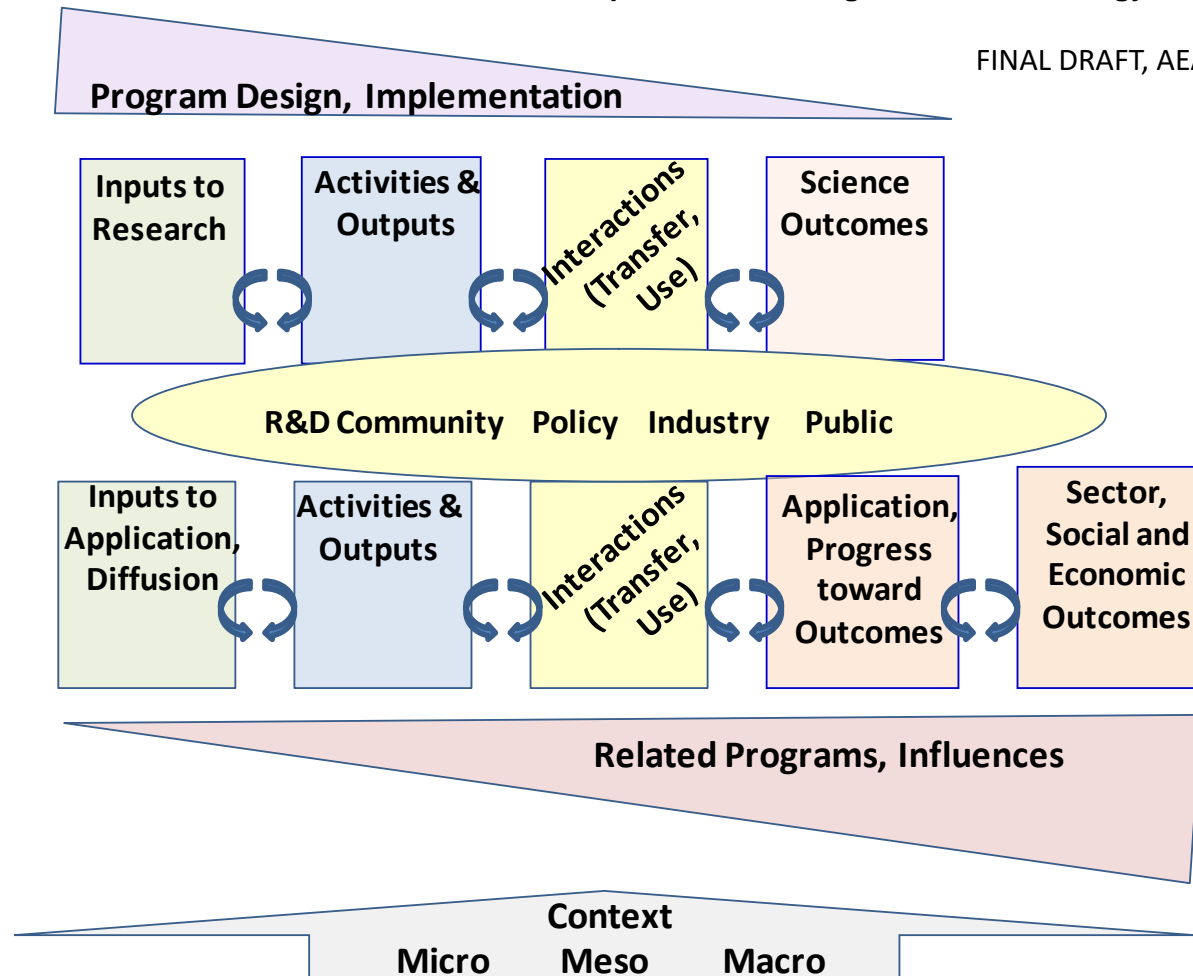 FINAL DRAFT, AEA
Program Design, Implementation
Inputs to
Research
Activities &
Outputs
Interactions
(Transfer,
Use)
Science
Outcomes
R&D Community Policy Industry Public
Inputs to
Application,
Diffusion
Activities &
Outputs
Interactions
(Transfer,
Use)
Application,
Progress
toward
Outcomes
Sector,
Social and
Economic
Outcomes
Related Programs, Influences
Context
Micro Meso Macro